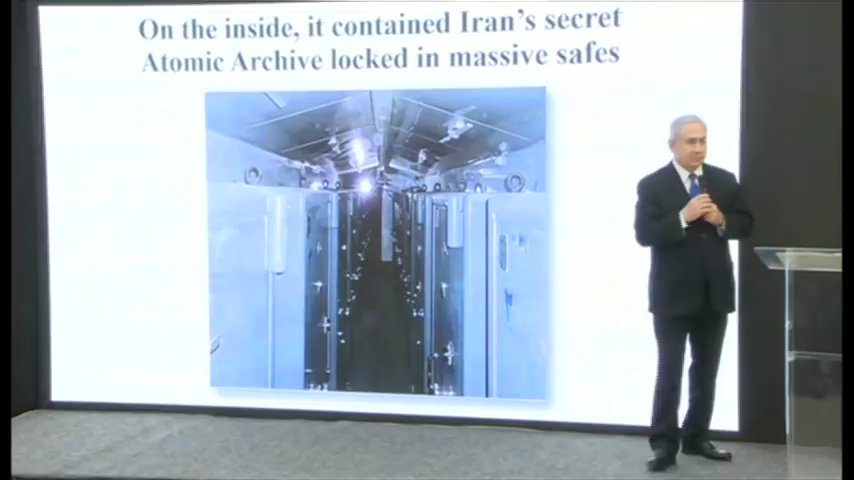 On the inside, it contained Iran's secret
Atomic Archive locked in massive safes